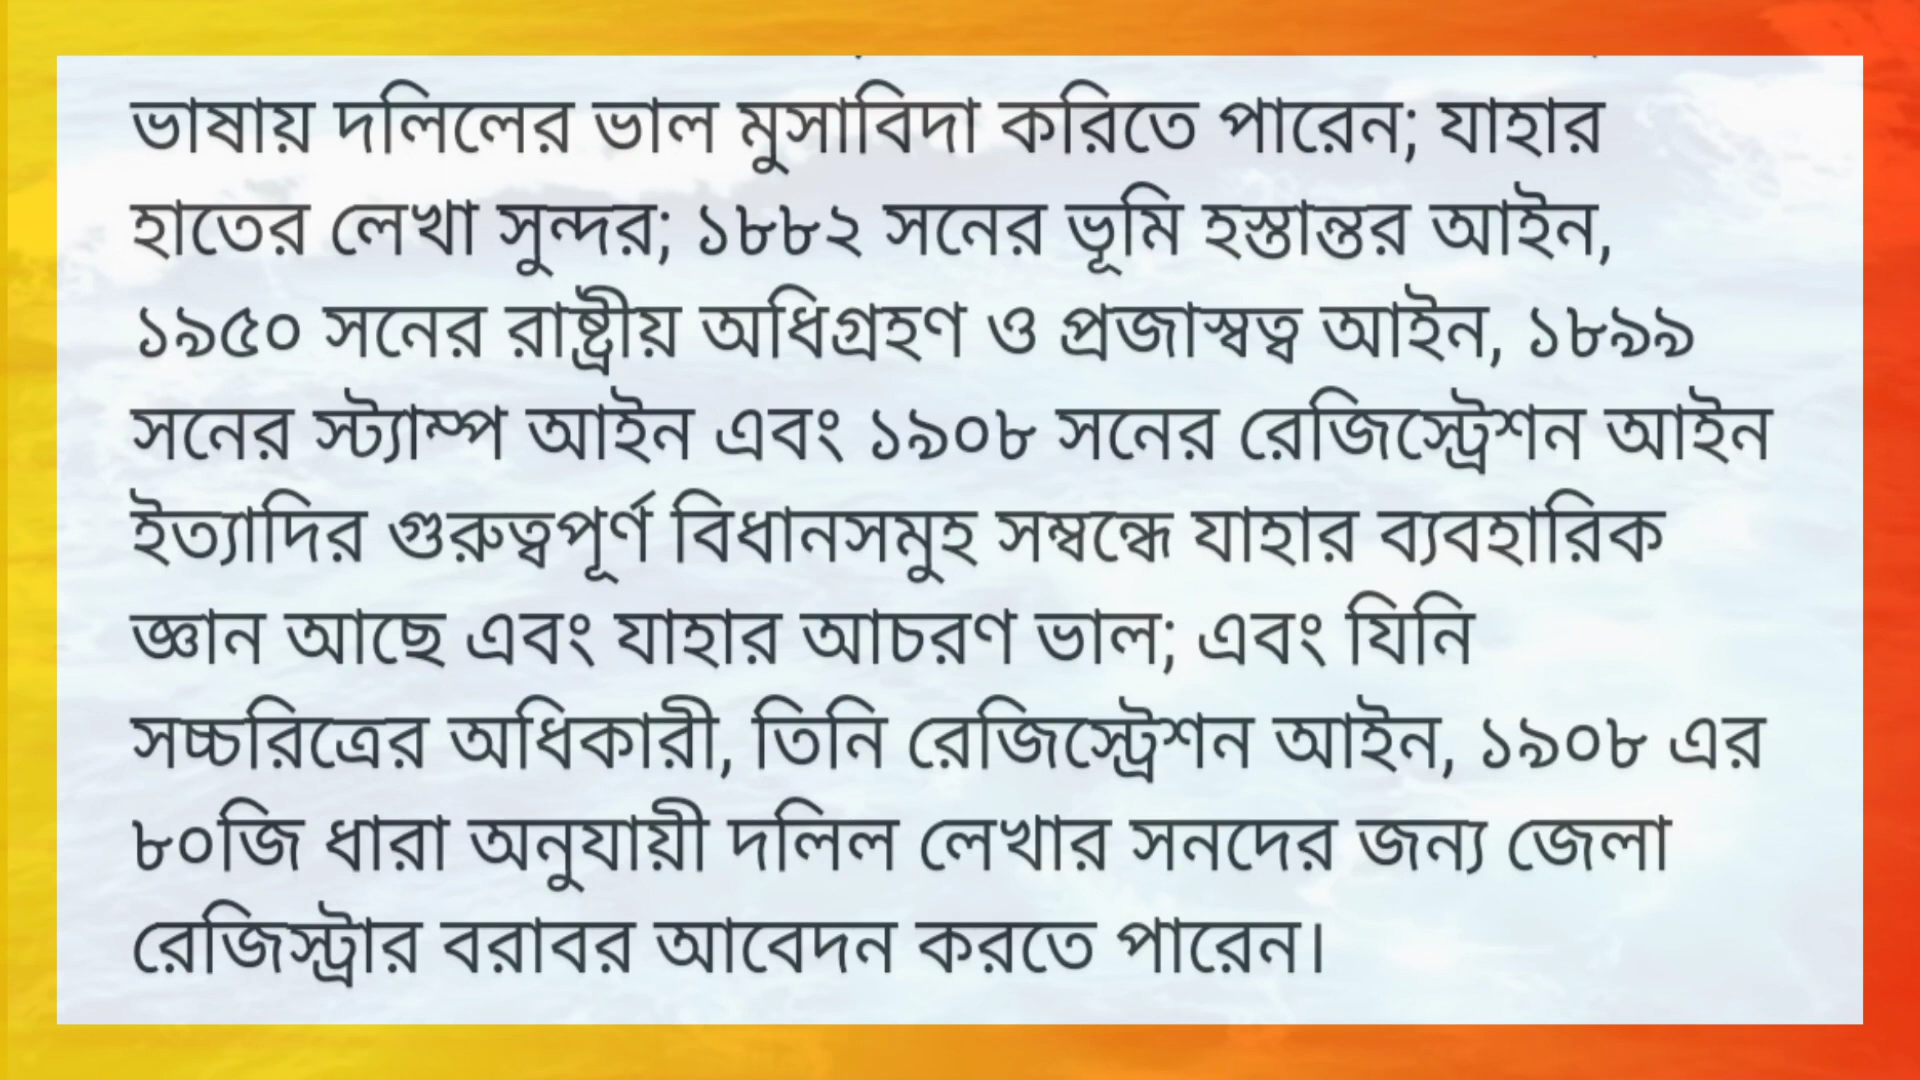 ভাষায় দলিলের ভাল মুসাবিদা করিতে পারেন; যাহার
হাতের লেখা সুন্দর; ১৮৮২ সনের ভূমি হস্তান্তর আইন,
১৯৫০ সনের রাষ্ট্রীয় অধিগ্রহণ ও প্রজাস্বত্ব আইন, ১৮৯৯
সনের স্ট্যাম্প আইন এবং ১৯০৮ সনের রেজিস্ট্রেশন আইন
ইত্যাদির গুরুত্বপূর্ণ বিধানসমুহ সম্বন্ধে যাহার ব্যবহারিক
জ্ঞান আছে এবং যাহার আচরণ ভাল; এবং যিনি
সচ্চরিত্রের অধিকারী, তিনি রেজিস্ট্রেশন আইন, ১৯০৮ এর
৮০জি ধারা অনুযায়ী দলিল লেখার সনদের জন্য জেলা
রেজিস্ট্রার বরাবর আবেদন করতে পারেন।